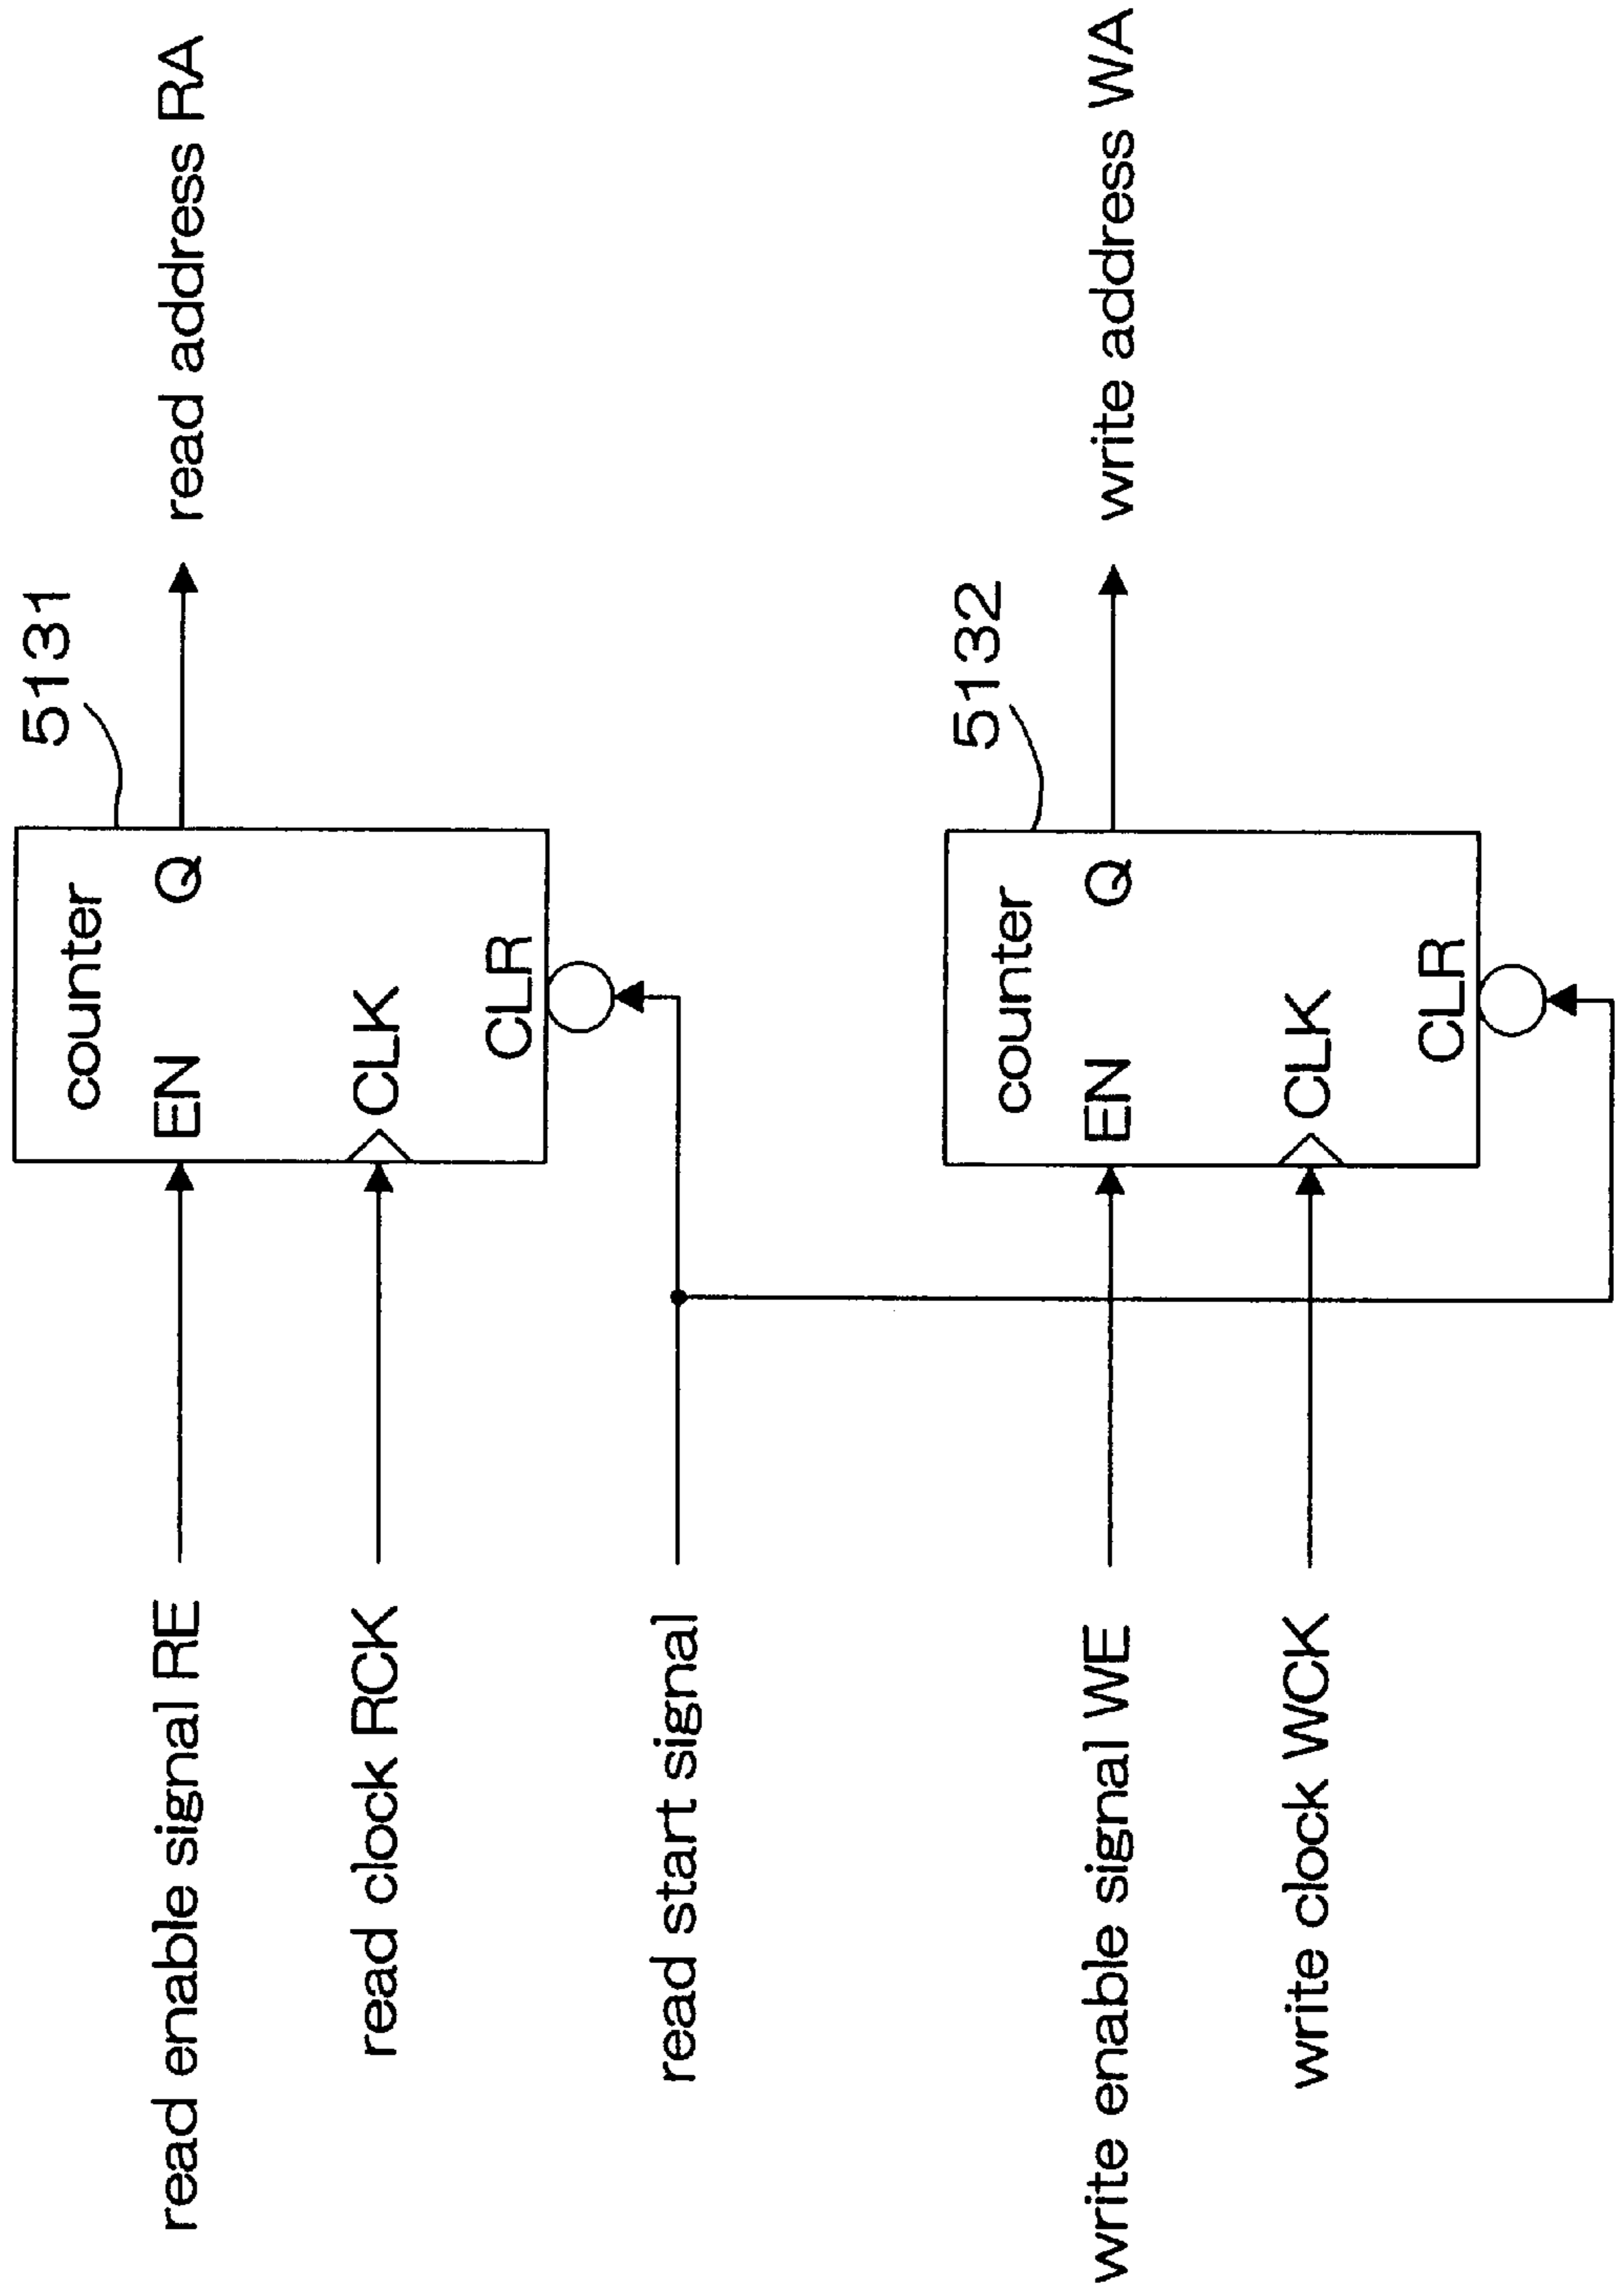 5131
counter
read enable signal RE
EN
Q
read address RA
read clock RCK
CLK
CLR
read start signal
5132
counter
write enable signal WE
EN
Q
write address WA
write clock WCK
CLK
CLR